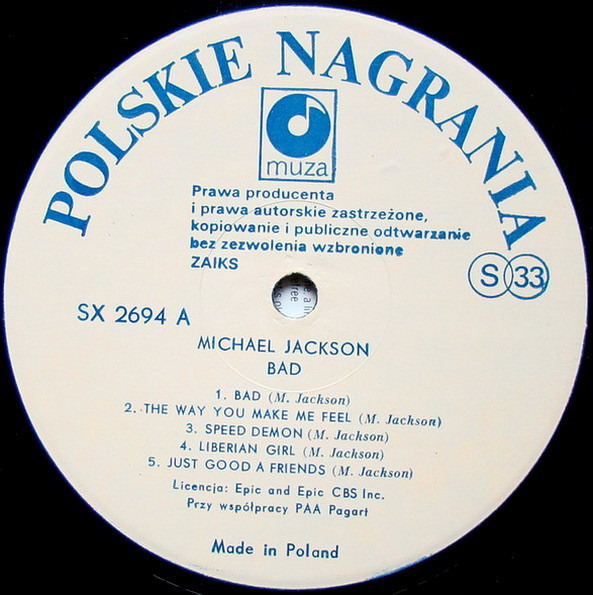 POLSKIE NAGRANIA
muza
Prawa producenta
i prawa autorskie zastrzeżone,
kopiowanie i publiczne odtwarzanie
bez zezwolenia wzbronione
ZAIKS
S 33
SX 2694 A
MICHAEL JACKSON
BAD
1. BAD (M. Jackson)
2. THE WAY YOU MAKE ME FEEL (M. Jackson)
3. SPEED DEMON (M. Jackson)
4. LIBERIAN GIRL (M. Jackson)
5. JUST GOOD A FRIENDS (M. Jackson)
Licencja: Epic and Epic CBS Inc.
Przy współpracy PAA Pagart
Made in Poland